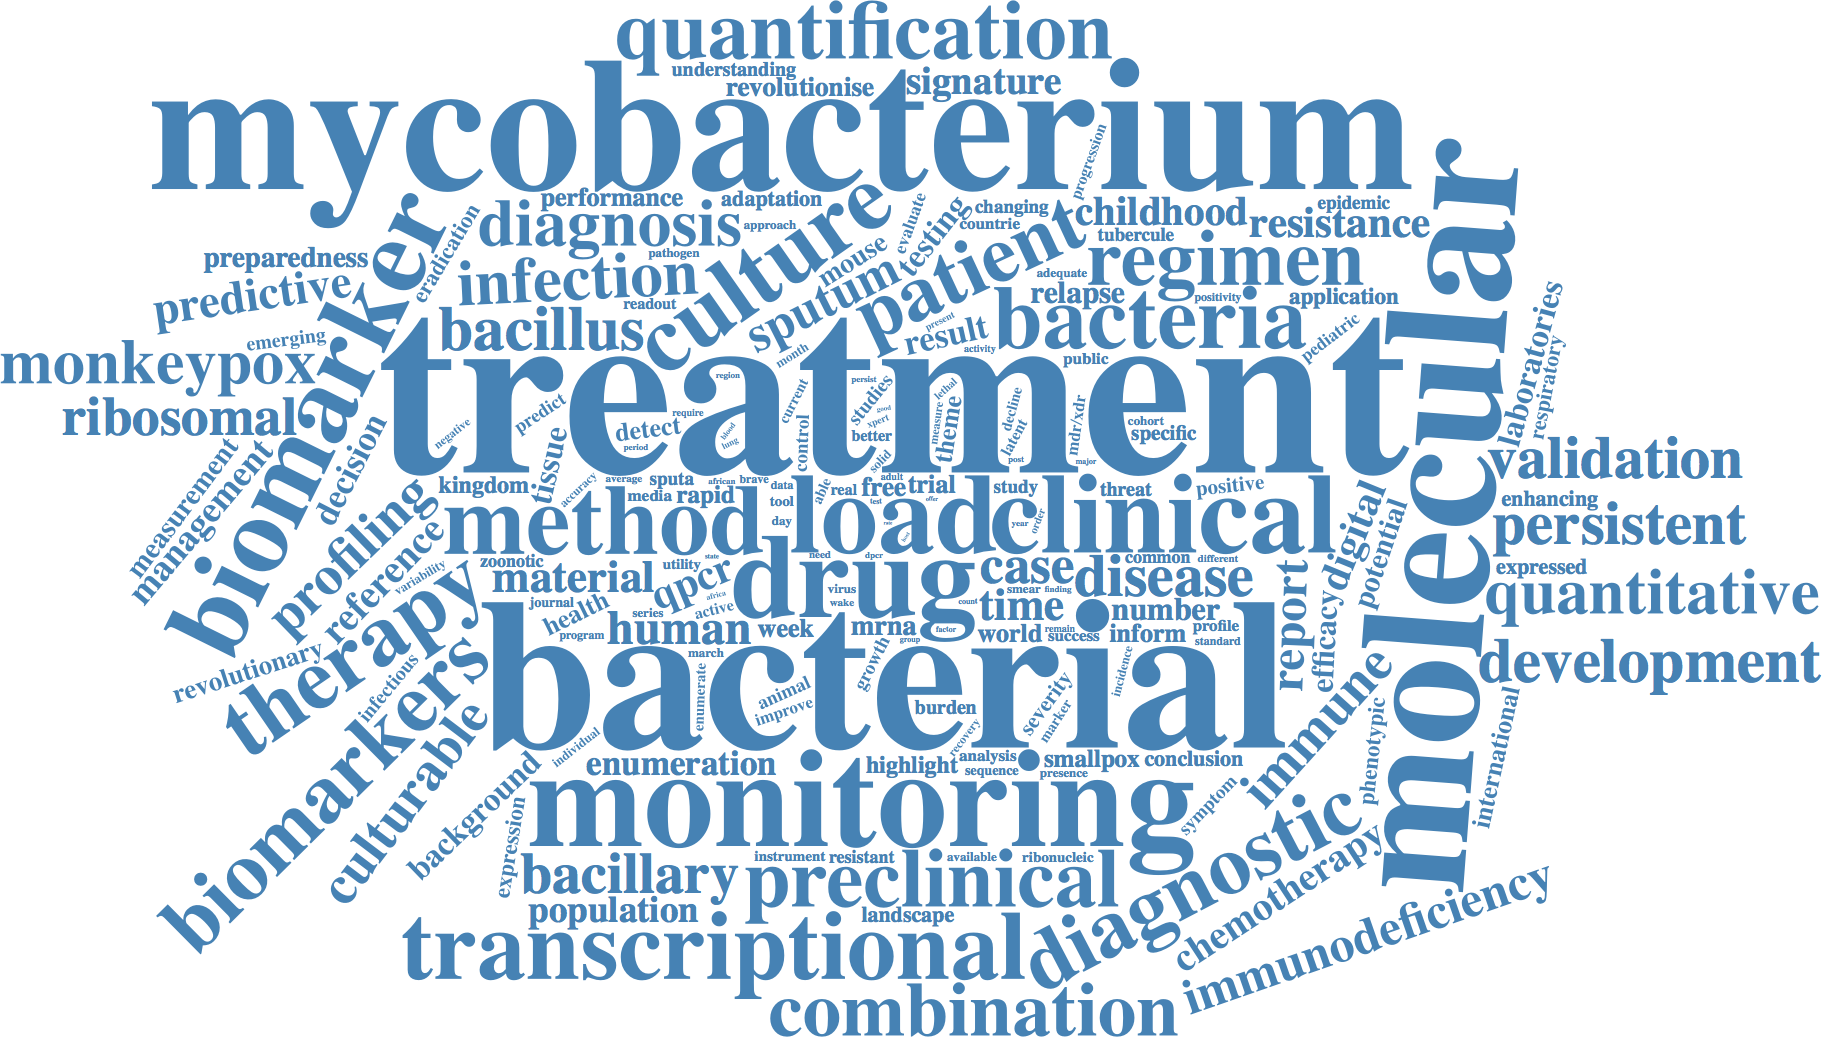 quantification
understanding
revolutionise
signature
mycobacterium
progression
molecular
biomarker
eradication
performance
adaptation
diagnosis
approach
pathogen
culture
mouse
evaluate
testing
changing
countrie
childhood
tubercule
epidemic
resistance
preparedness
predictive
infection
readout
sputum
patient
adequate
regimen
relapse
positivity
application
emerging
monkeypox
ribosomal
bacillus
month
present
result
activity
bacteria
public
pediatric
laboratories
respiratory
treatment
region
persist
negative
predict
require
detect
period
blood
lung
current
control
studies
good
xpert
better
solid
measure
lethal
theme
decline
latent
post
mdr/xdr
major
cohort
specific
measurement
management
decision
profiling
reference
variability
kingdom
tissue
accuracy
average
sputa
african
brave
media
rapid
data
tool
day
able
real
adult
free
trial
test
offer
rate
host
study
year
order
threat
positive
validation
enhancing
persistent
expressed
quantitative
development
method
load
clinical
digital
potential
efficacy
zoonotic
state
utility
need
dpcr
material
qpcr
drug
case
common
different
disease
journal
health
series
africa
active
virus
wake
count
smear
finding
time
number
report
program
human
week
mrna
factor
group
world
remain
success
inform
profile
standard
therapy
revolutionary
infectious
biomarkers
culturable
march
bacterial
enumerate
animal
improve
growth
burden
recovery
severity
marker
incidence
immune
phenotypic
international
background
individual
enumeration
highlight
analysis
sequence
smallpox
presence
conclusion
monitoring
symptom
expression
instrument
resistant
available
ribonucleic
bacillary
preclinical
diagnostic
chemotherapy
immunodeficiency
population
landscape
transcriptional
combination